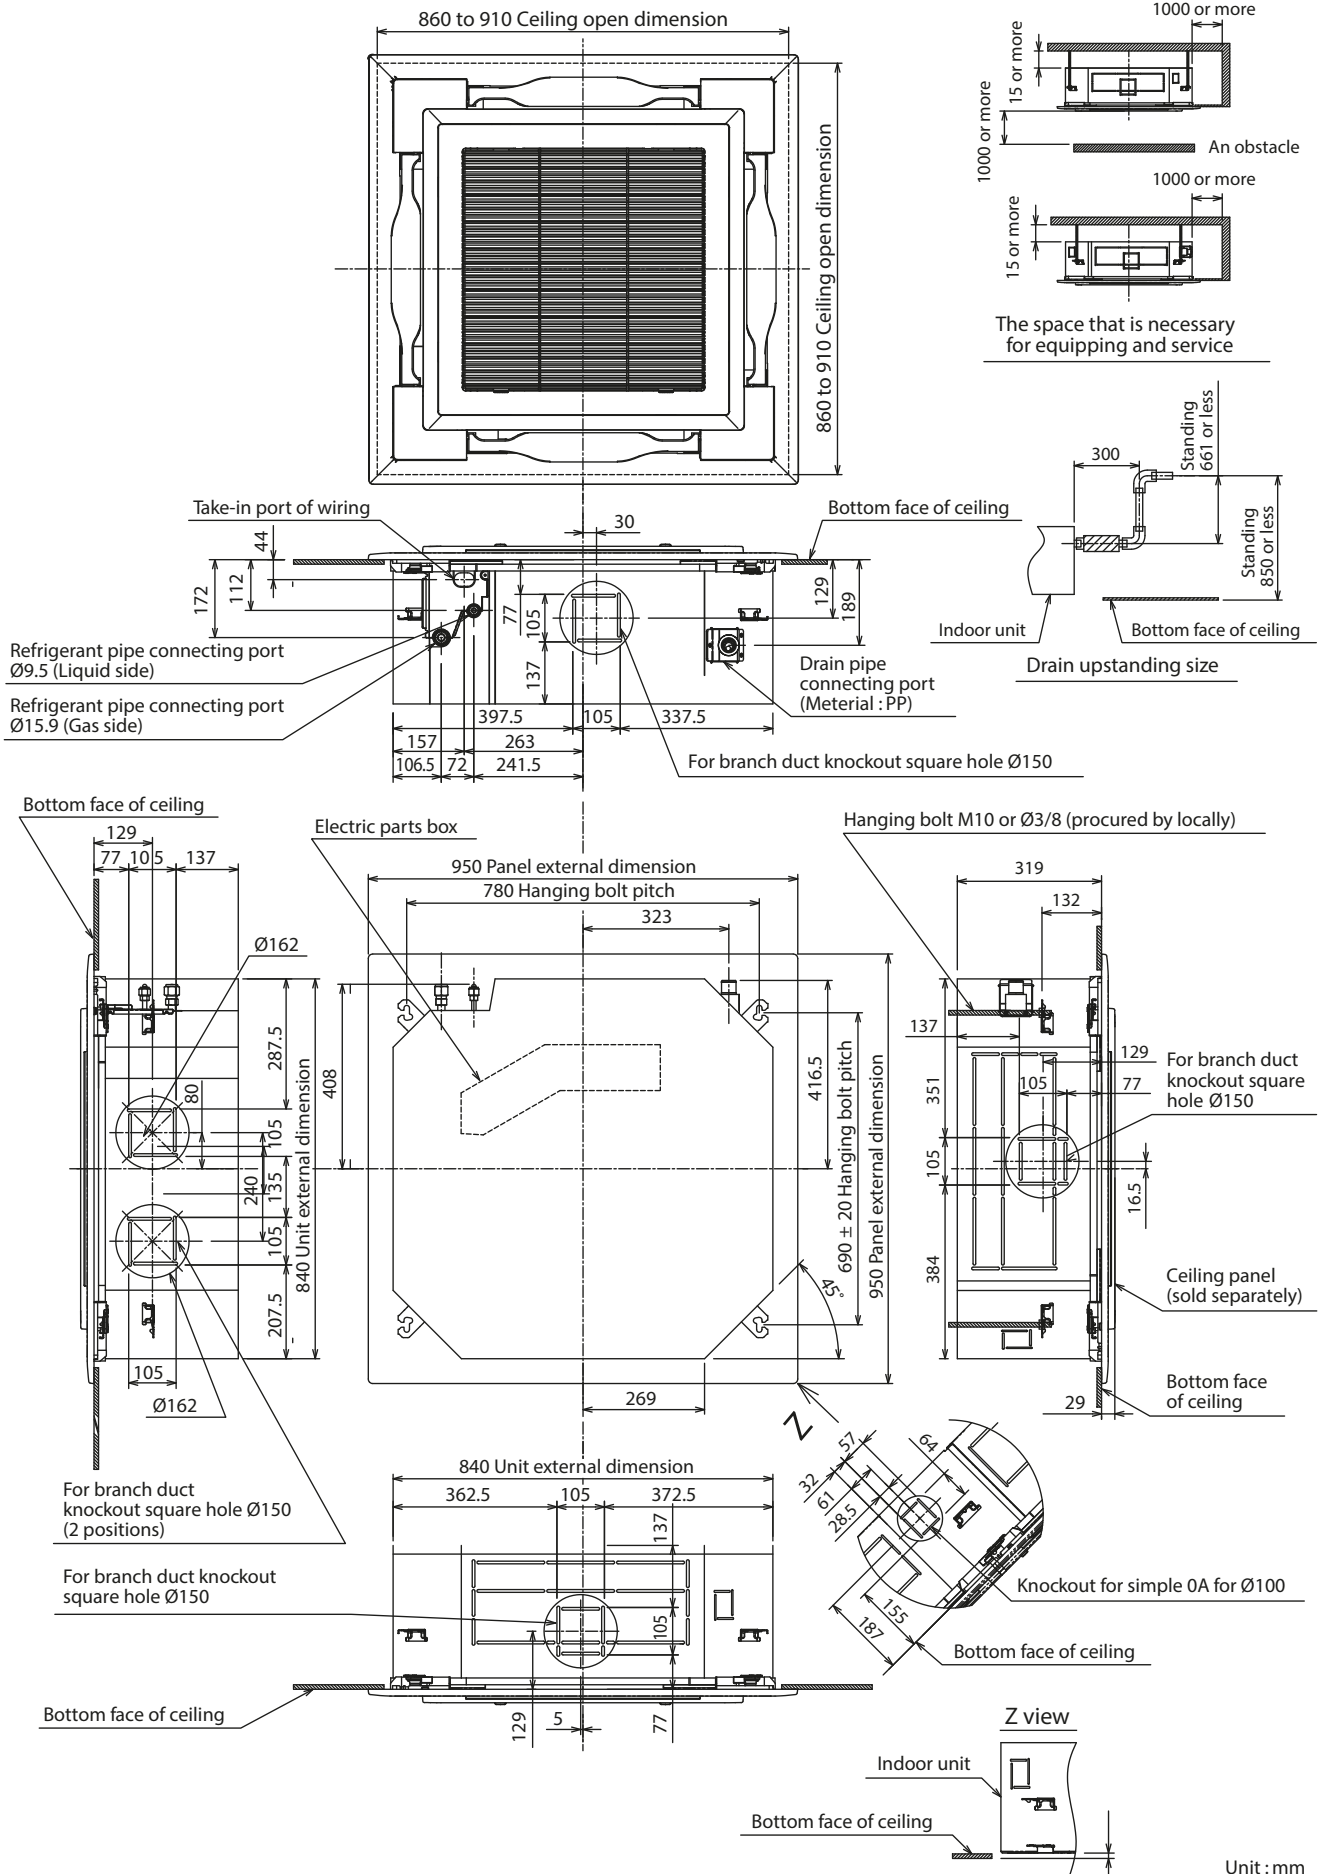 860 to 910 Ceiling open dimension
860 to 910 Ceiling open dimension
1000 or more
15 or more
1000 or more
An obstacle
1000 or more
15 or more
The space that is necessary
for equipping and service
Standing
661 or less
300
Standing
850 or less
Indoor unit
Bottom face of ceiling
Drain upstanding size
Take-in port of wiring
30
Bottom face of ceiling
44
112
172
77
105
137
129
189
Refrigerant pipe connecting port
Ø9.5 (Liquid side)
Refrigerant pipe connecting port
Ø15.9 (Gas side)
Drain pipe
connecting port
(Meterial : PP)
397.5
105
337.5
157
263
106.5
72
241.5
For branch duct knockout square hole Ø150
Bottom face of ceiling
129
77
105
137
Ø162
287.5
80
105
135
240
105
207.5
840 Unit external dimension
105
Ø162
For branch duct
knockout square hole Ø150
(2 positions)
Electric parts box
950 Panel external dimension
780 Hanging bolt pitch
323
408
416.5
690 ± 20 Hanging bolt pitch
950 Panel external dimension
45°
269
Z
Hanging bolt M10 or Ø3/8 (procured by locally)
319
132
137
129
351
105
77
For branch duct
knockout square
hole Ø150
105
16.5
384
Ceiling panel
(sold separately)
Bottom face
of ceiling
29
840 Unit external dimension
362.5
105
372.5
137
105
77
For branch duct knockout
square hole Ø150
Bottom face of ceiling
129
5
57
64
32
61
28.5
155
187
Knockout for simple 0A for Ø100
Bottom face of ceiling
Z view
Indoor unit
Bottom face of ceiling
Unit : mm